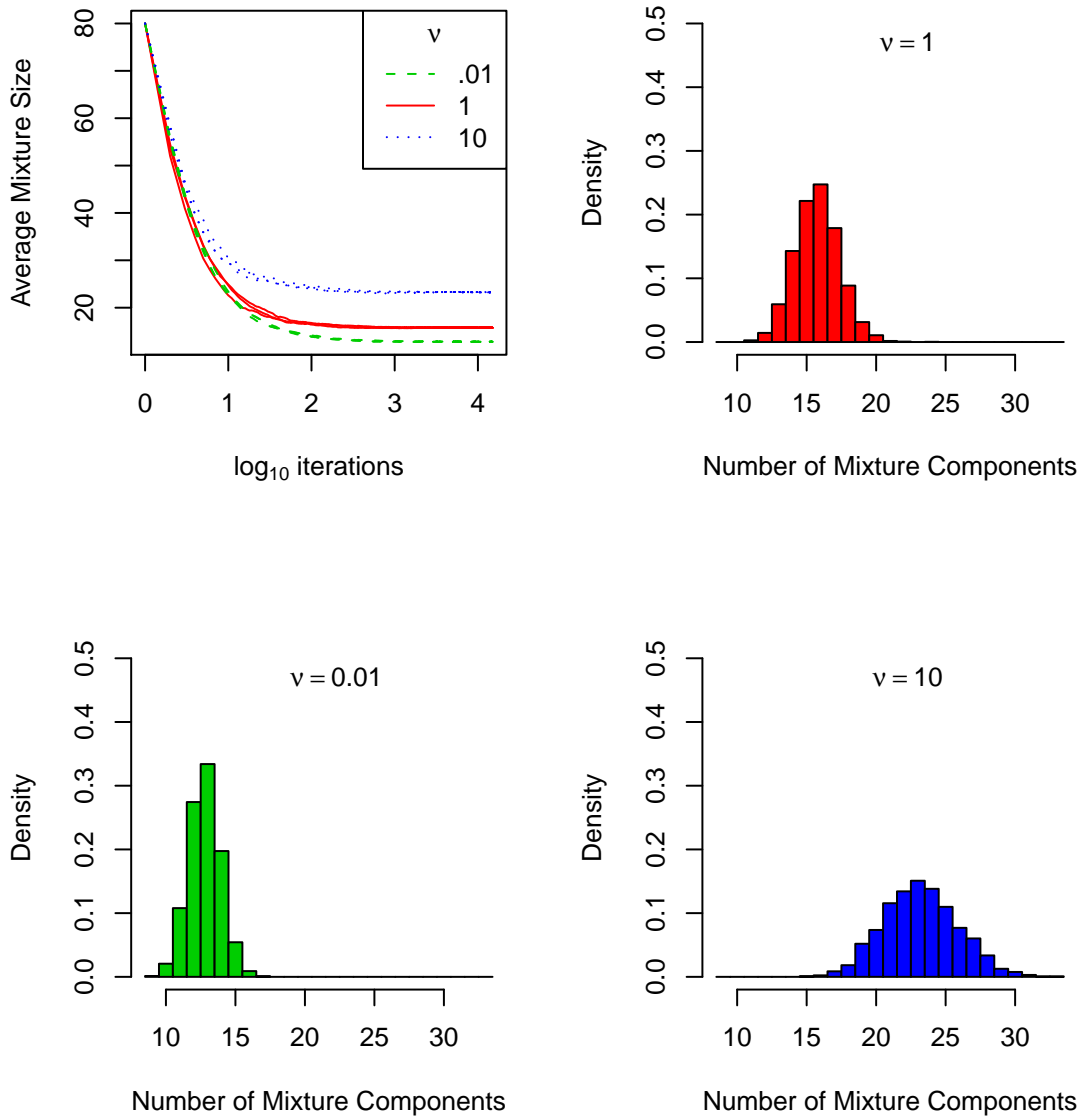 Average Mixture Size
80
60
40
20
0 1 2 3 4
log10 iterations
ν
.01
1
10
Density
0.5
0.4
0.3
0.2
0.1
0.0
ν = 1
10 15 20 25 30
Number of Mixture Components
Density
0.5
0.4
0.3
0.2
0.1
0.0
ν = 0.01
10 15 20 25 30
Number of Mixture Components
Density
0.5
0.4
0.3
0.2
0.1
0.0
ν = 10
10 15 20 25 30
Number of Mixture Components